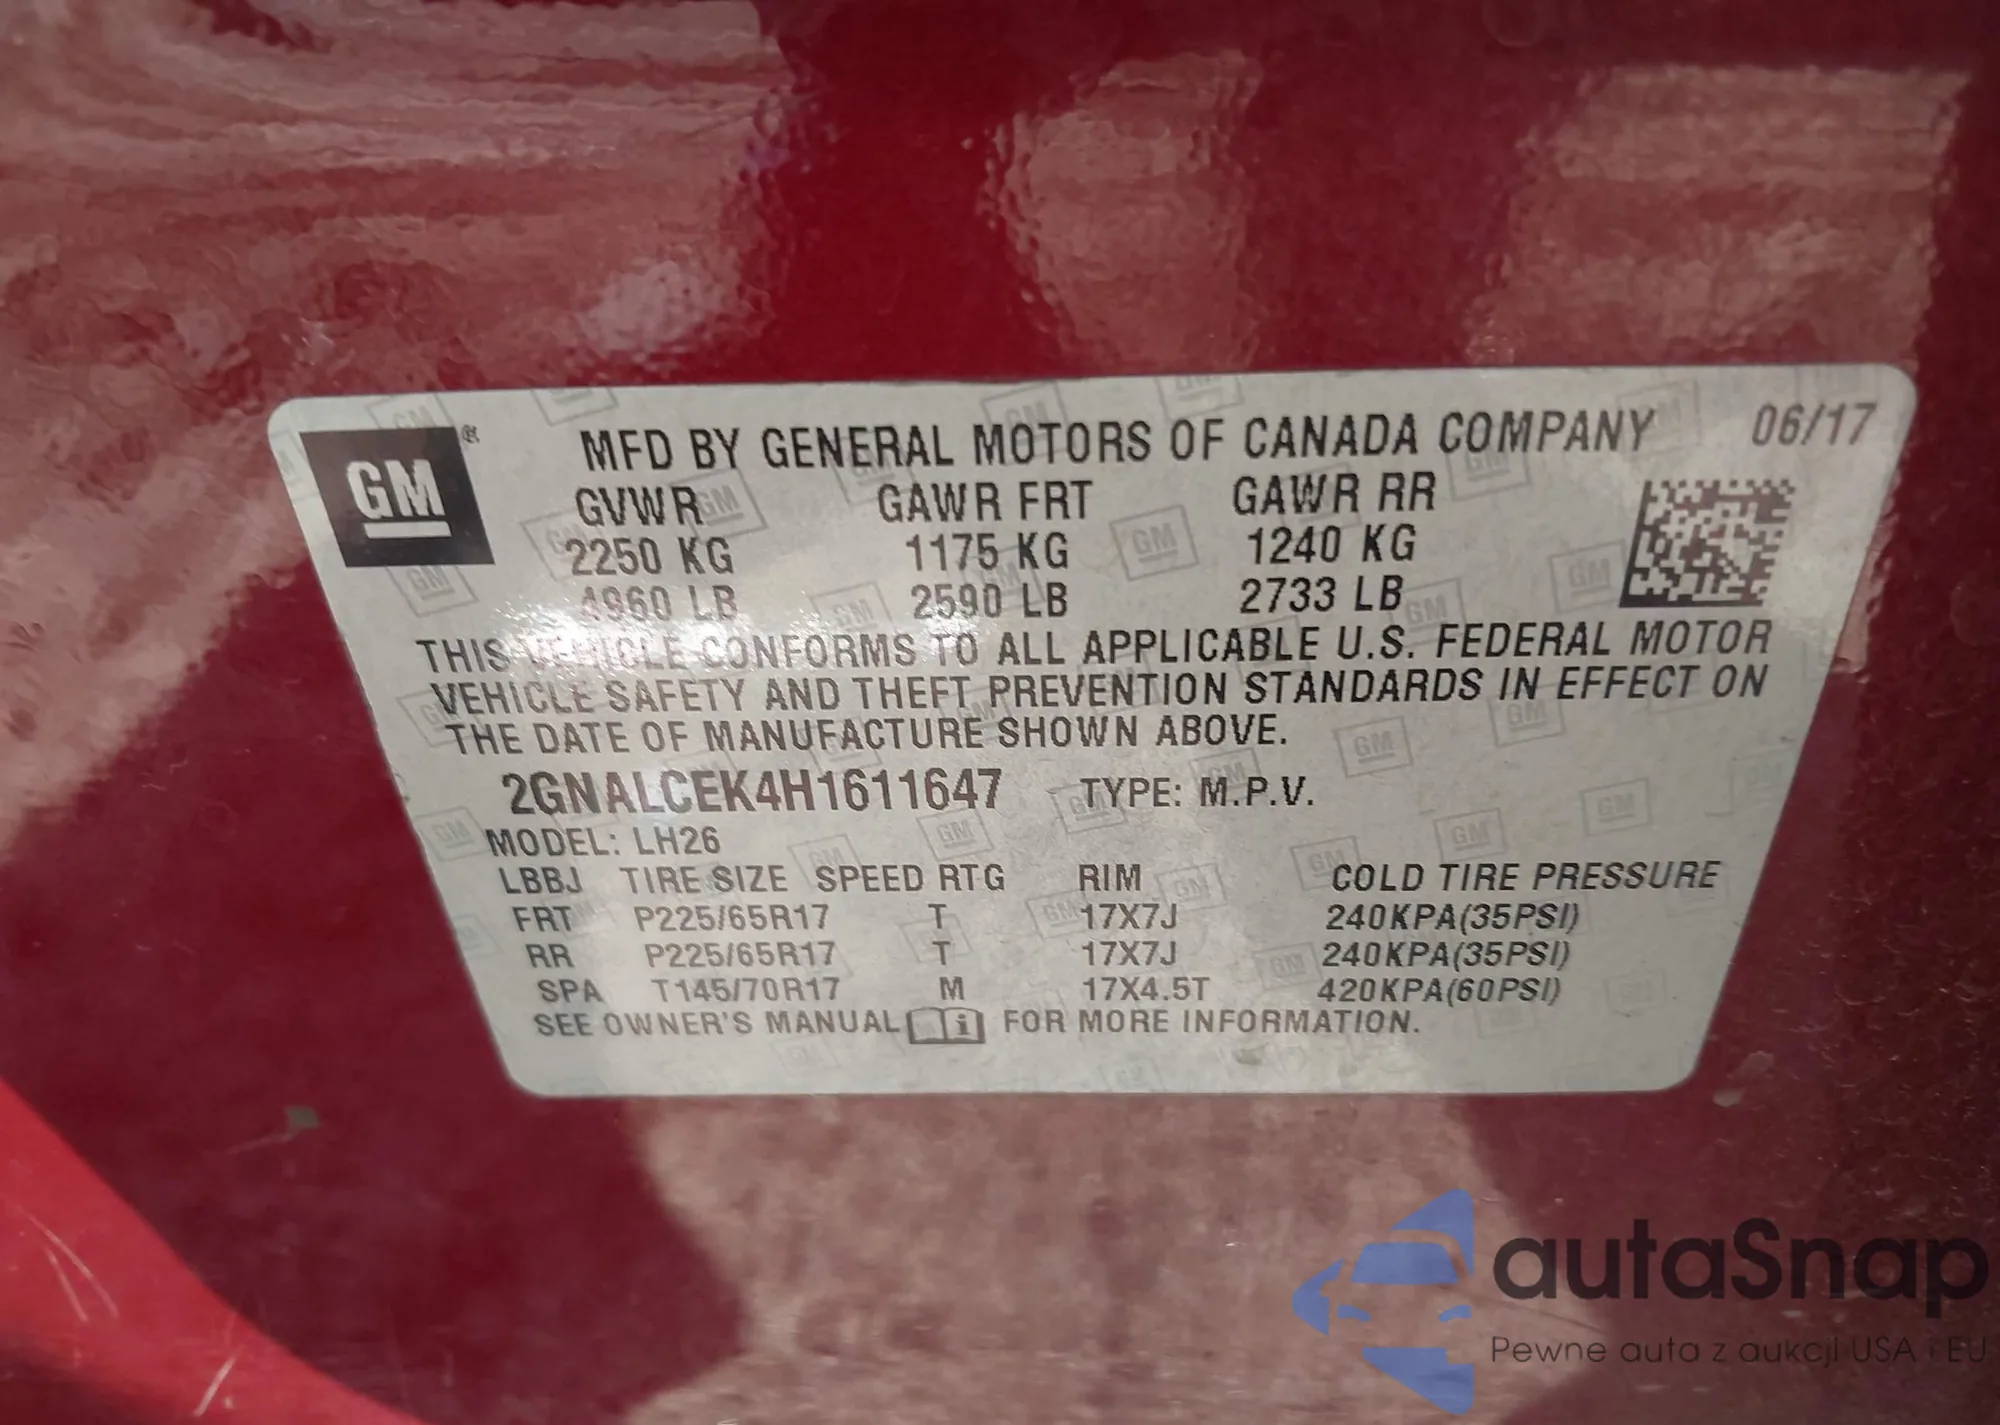 GM
MFD BY GENERAL MOTORS OF CANADA COMPANY 06/17
GVWR GAWR FRT GAWR RR
2250 KG 1175 KG 1240 KG
4960 LB 2590 LB 2733 LB
THIS VEHICLE CONFORMS TO ALL APPLICABLE U.S. FEDERAL MOTOR
VEHICLE SAFETY AND THEFT PREVENTION STANDARDS IN EFFECT ON
THE DATE OF MANUFACTURE SHOWN ABOVE.
2GNALCEK4H1611647 TYPE: M.P.V.
MODEL: LH26
LBBJ TIRE SIZE SPEED RTG RIM COLD TIRE PRESSURE
FRT P225/65R17 T 17X7J 240KPA(35PSI)
RR P225/65R17 T 17X7J 240KPA(35PSI)
SPA T145/70R17 M 17X4.5T 420KPA(60PSI)
SEE OWNER'S MANUAL i FOR MORE INFORMATION.
autaSnap
Pewne auta z aukcji USA i EU